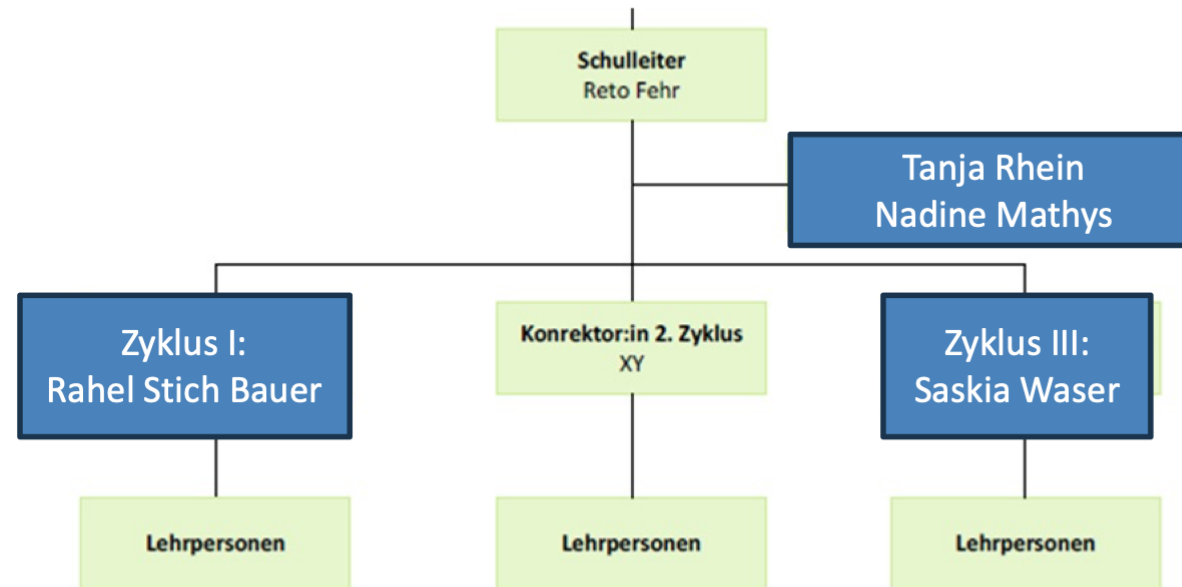 Schulleiter
Reto Fehr
Tanja Rhein
Nadine Mathys
Zyklus I:
Rahel Stich Bauer
Konrektor:in 2. Zyklus
XY
Zyklus III:
Saskia Waser
Lehrpersonen
Lehrpersonen
Lehrpersonen